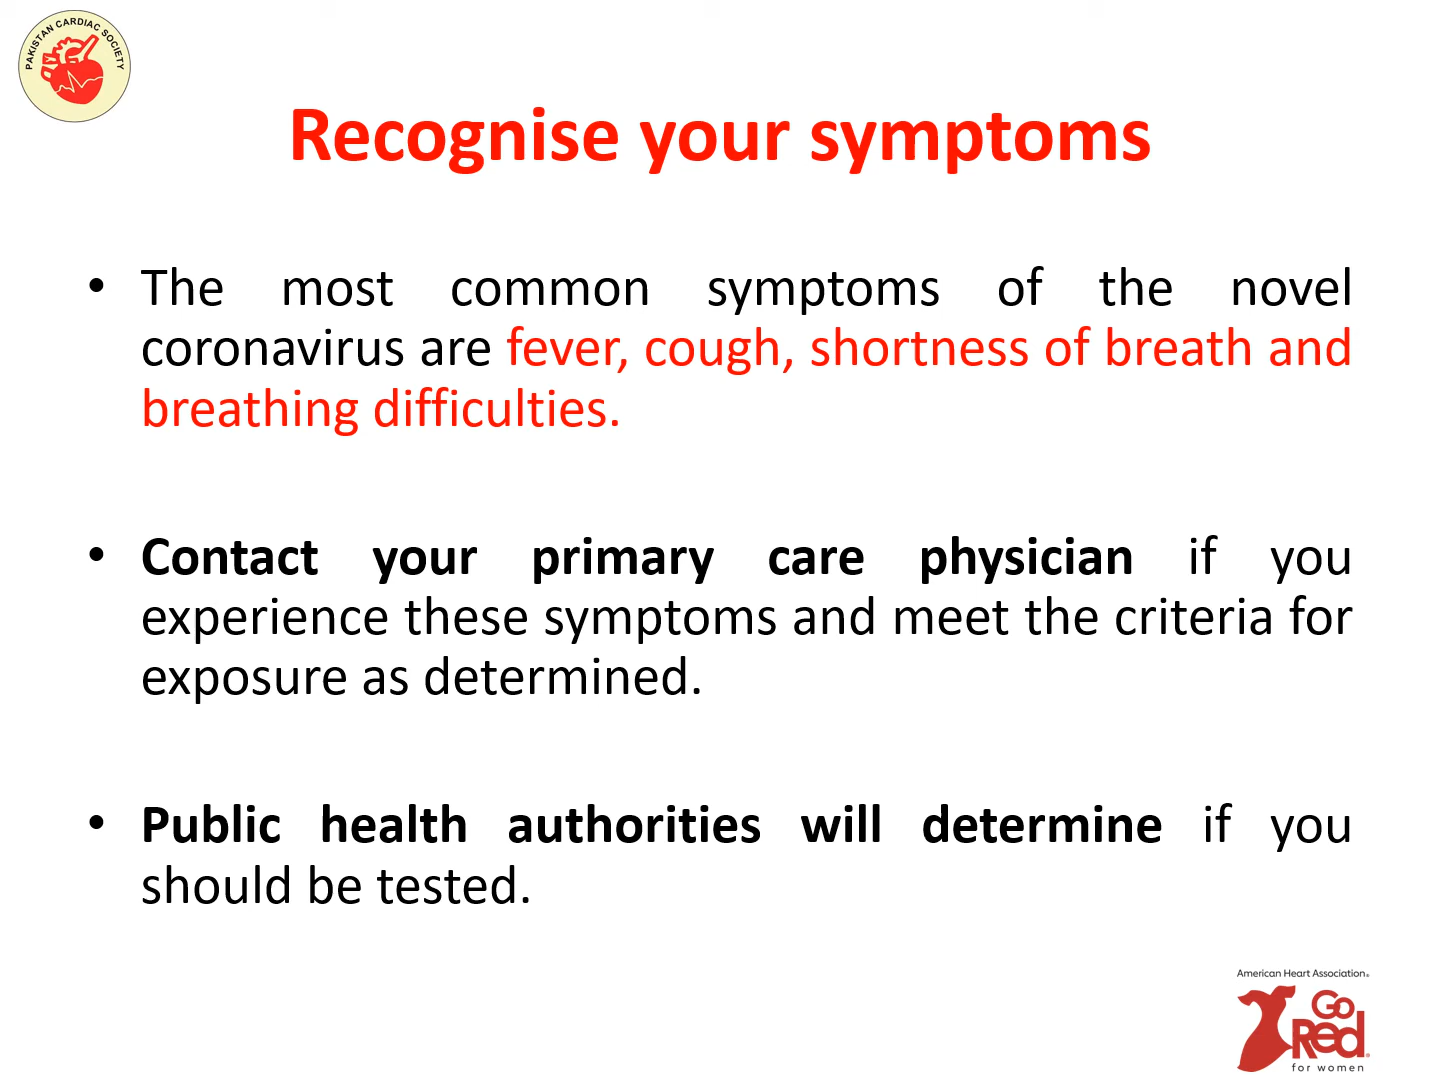 PAKISTAN CARDIAC SOCIETY
Recognise your symptoms
• The most common symptoms of the novel
coronavirus are fever, cough, shortness of breath and
breathing difficulties.
• Contact your primary care physician if you
experience these symptoms and meet the criteria for
exposure as determined.
• Public health authorities will determine if you
should be tested.
American Heart Association®
Go
Red®
for women